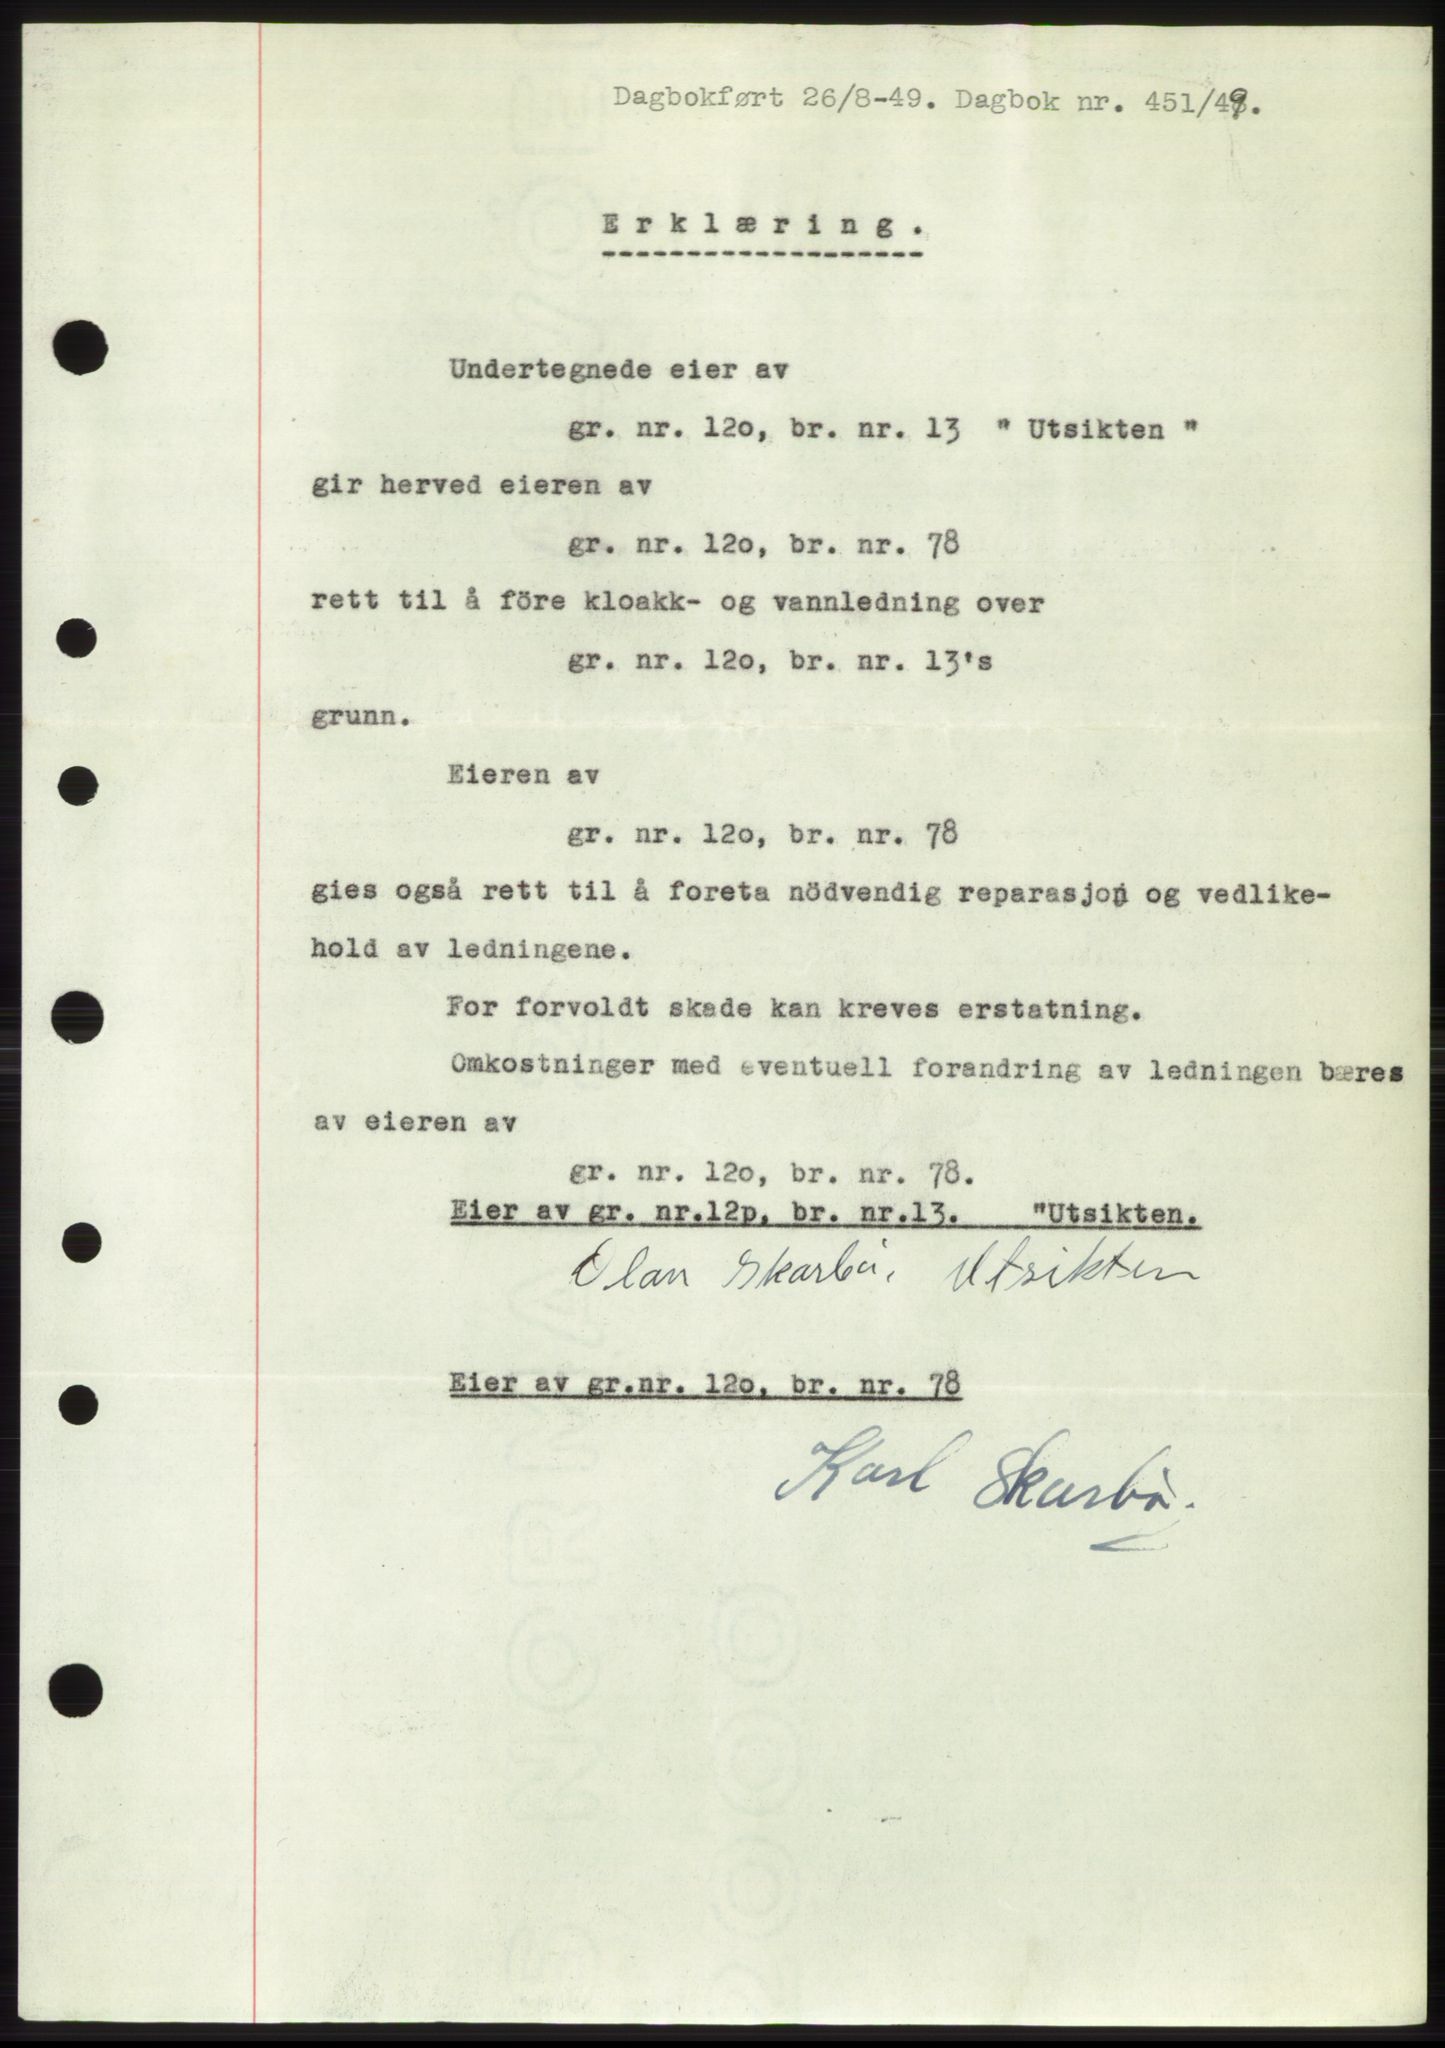 Dagbokført 26/8-49. Dagbok nr. 451/49.
E r k l æ r i n g .
Undertegnede eier av
gr. nr. 12o, br. nr. 13 " Utsikten "
gir herved eieren av
gr. nr. 12o, br. nr. 78
rett til å före kloakk- og vannledning over
gr. nr. 12o, br. nr. 13's
grunn.
Eieren av
gr. nr. 12o, br. nr. 78
gies også rett til å foreta nödvendig reparasjon og vedlike-
hold av ledningene.
For forvoldt skade kan kreves erstatning.
Omkostninger med eventuell forandring av ledningen bæres
av eieren av
gr. nr. 12o, br. nr. 78.
Eier av gr. nr.12p, br. nr.13. "Utsikten.
Olav Skarbö. Utsikten
Eier av gr.nr. 12o, br. nr. 78
Karl Skarbö.